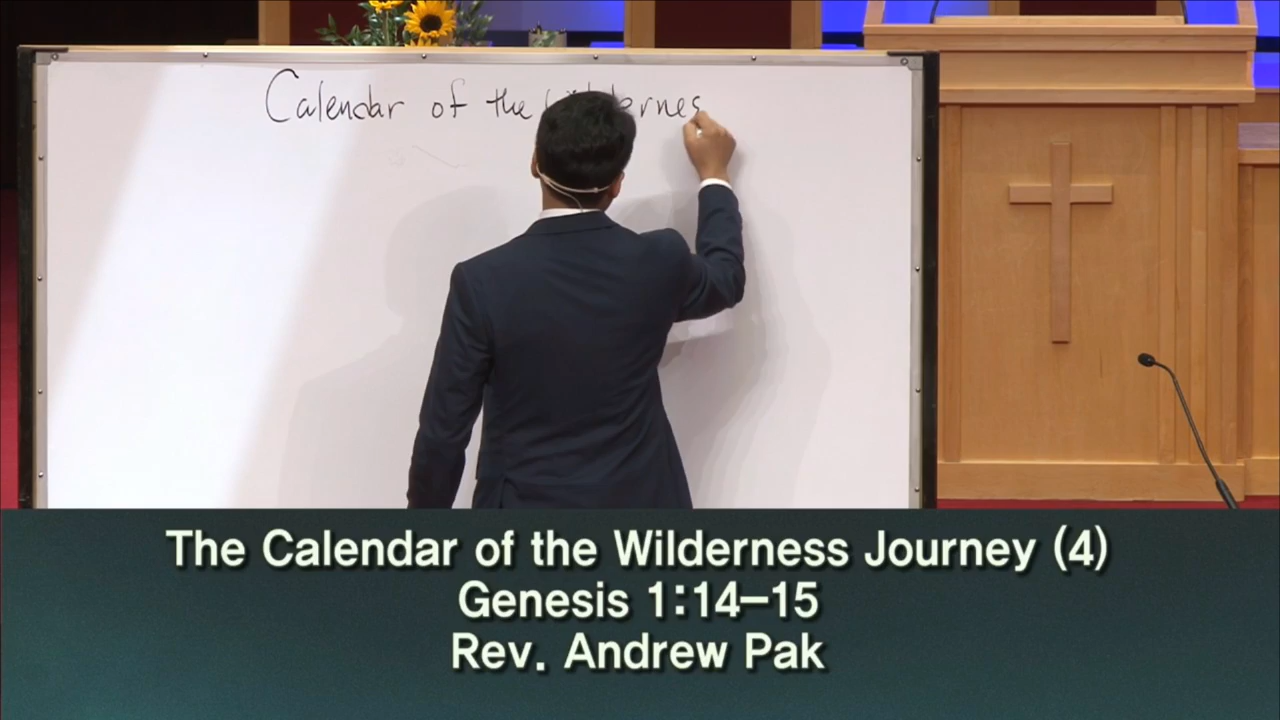 Calendar of the
The Calendar of the Wilderness Journey (4)
Genesis 1:14–15
Rev. Andrew Pak